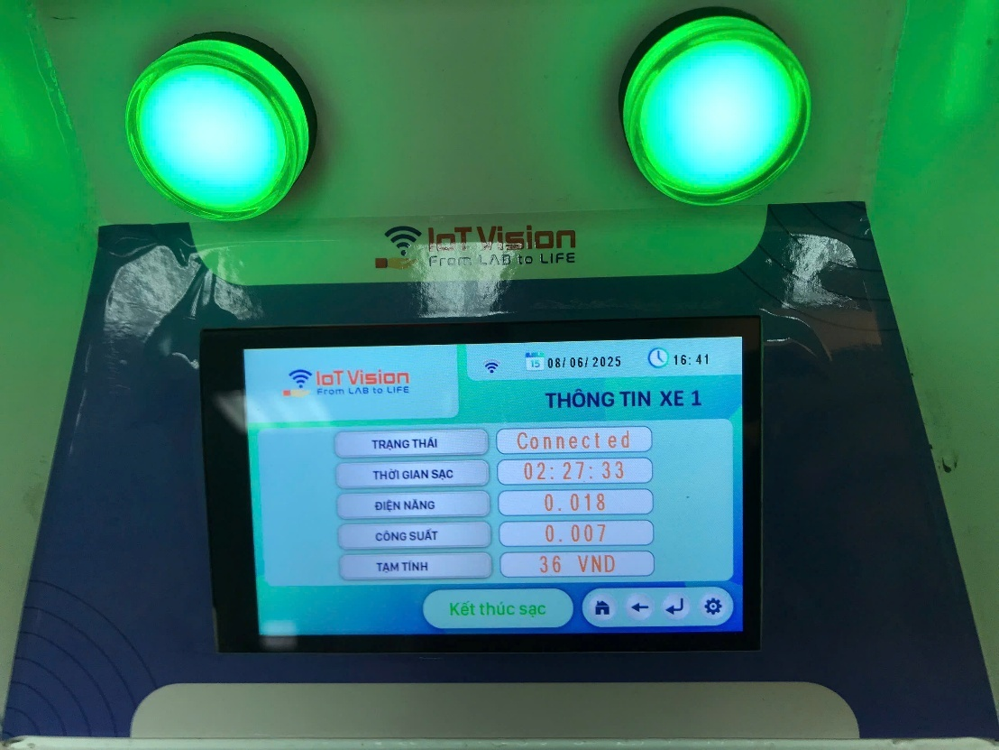 IoT Vision
From LAB to LIFE
IoT Vision
From LAB to LIFE
15 08/06/2025 16:41
THÔNG TIN XE 1
TRẠNG THÁI Connected
THỜI GIAN SẠC 02:27:33
ĐIỆN NĂNG 0.018
CÔNG SUẤT 0.007
TẠM TÍNH 36 VND
Kết thúc sạc